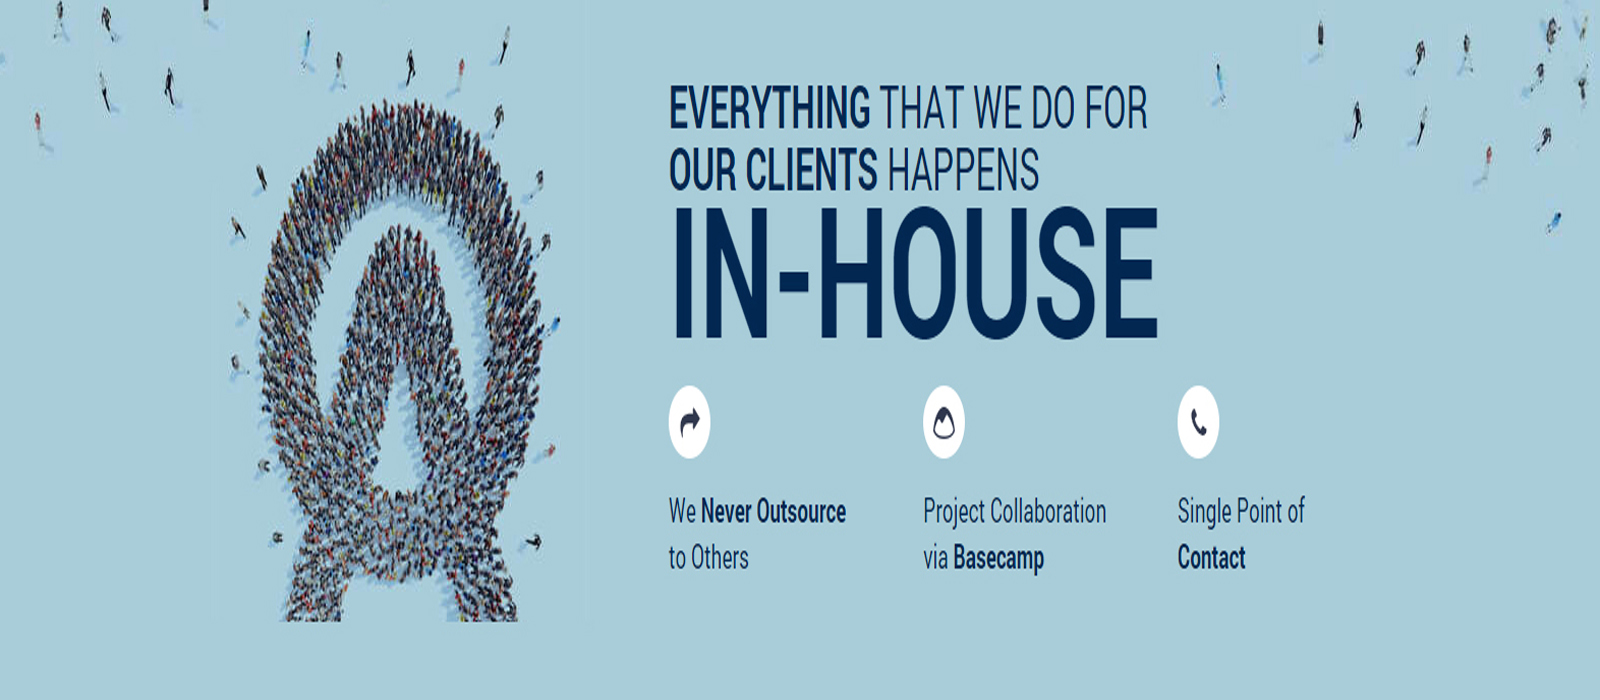 EVERYTHING THAT WE DO FOR
OUR CLIENTS HAPPENS
IN-HOUSE
We Never Outsource
to Others
Project Collaboration
via Basecamp
Single Point of
Contact